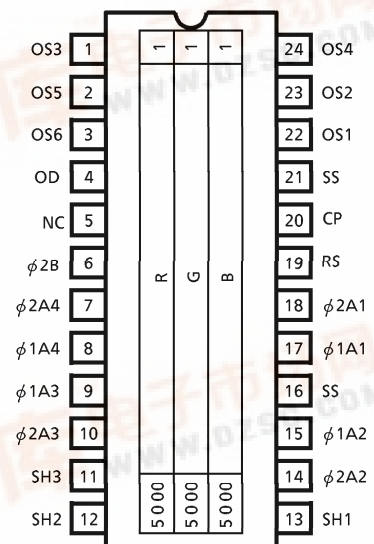 OS3 1 1 1 1 24 OS4
OS5 2 23 OS2
OS6 3 22 OS1
OD 4 21 SS
NC 5 20 CP
ϕ2B 6 R G B 19 RS
ϕ2A4 7 18 ϕ2A1
ϕ1A4 8 17 ϕ1A1
ϕ1A3 9 16 SS
ϕ2A3 10 15 ϕ1A2
SH3 11 14 ϕ2A2
SH2 12 5000 5000 5000 13 SH1